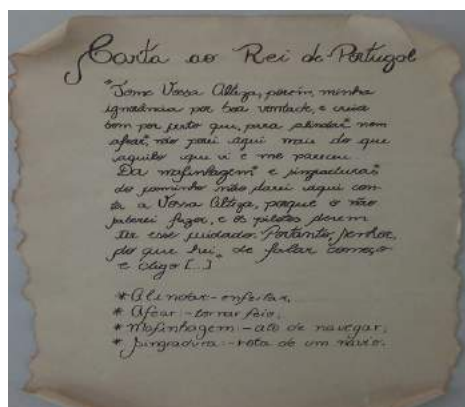 Carta ao Rei de Portugal
"Tome Vossa Alteza, porém, minha
ignorância por boa vontade, e creia
bem por certo que, para alindar* nem
afear*, não porei aqui mais do que
aquilo que vi e me pareceu.
Da mafinhagem* e singraduras*
do caminho não darei aqui con-
ta a Vossa Alteza, porque o não
saberei fazer, e os pilotos devem
ter esse cuidado. Portanto, Senhor,
do que hei de falar começo
e digo [...]
*Alindar - enfeitar.
* Afear - tornar feio.
* Mafinhagem - ato de navegar.
* Singradura - rota de um navio.